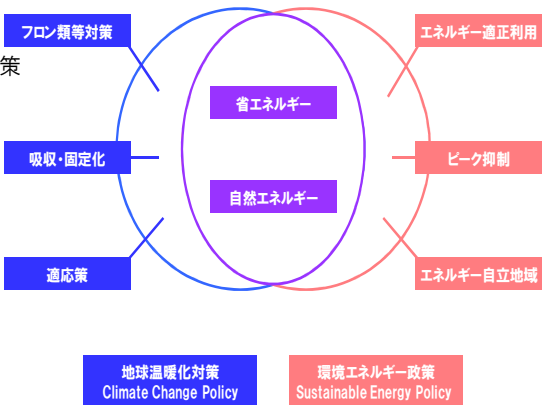 フロン類等対策
エネルギー適正利用
策
省エネルギー
吸収・固定化
ピーク抑制
自然エネルギー
適応策
エネルギー自立地域
地球温暖化対策
Climate Change Policy
環境エネルギー政策
Sustainable Energy Policy